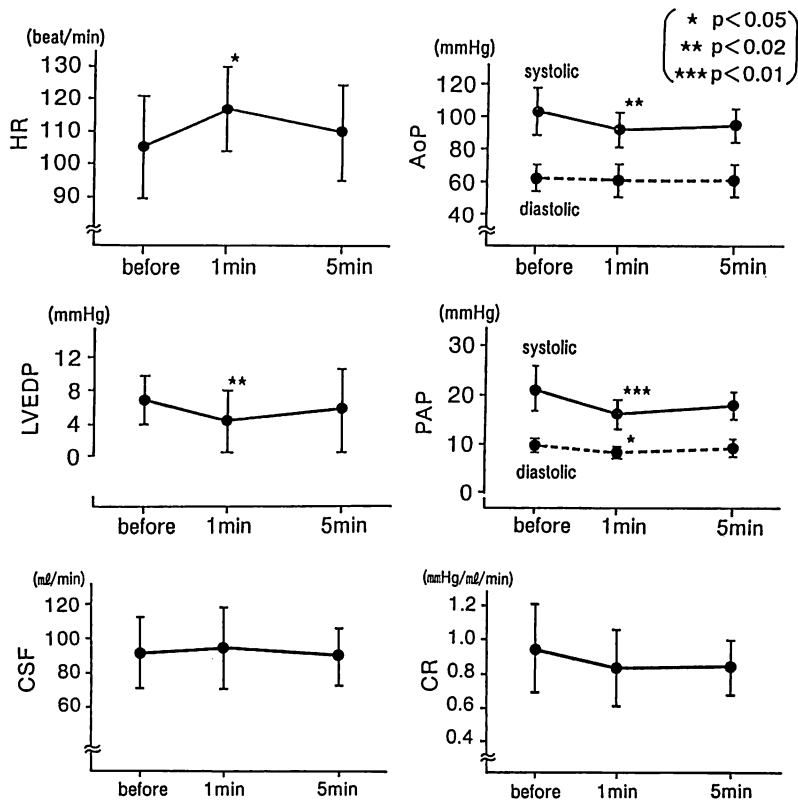 (beat/min)
HR
130
120
110
100
90
*
before 1min 5min
(mmHg)
AoP
120
100
80
60
40
systolic
**
diastolic
before 1min 5min
* p<0.05
** p<0.02
*** p<0.01
(mmHg)
LVEDP
12
8
4
0
**
before 1min 5min
(mmHg)
PAP
30
20
10
0
systolic
***
*
diastolic
before 1min 5min
(mℓ/min)
CSF
120
100
80
60
before 1min 5min
(mmHg/mℓ/min)
CR
1.2
1.0
0.8
0.6
0.4
before 1min 5min